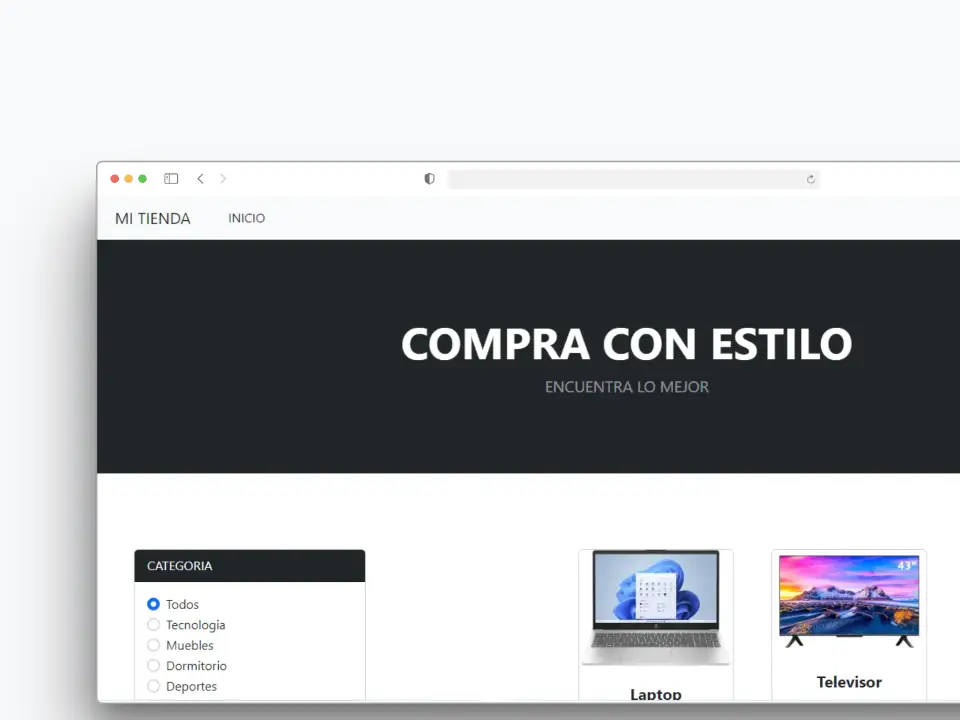 MI TIENDA INICIO
COMPRA CON ESTILO
ENCUENTRA LO MEJOR
CATEGORIA
Todos
Tecnologia
Muebles
Dormitorio
Deportes
43"
Laptop
Televisor